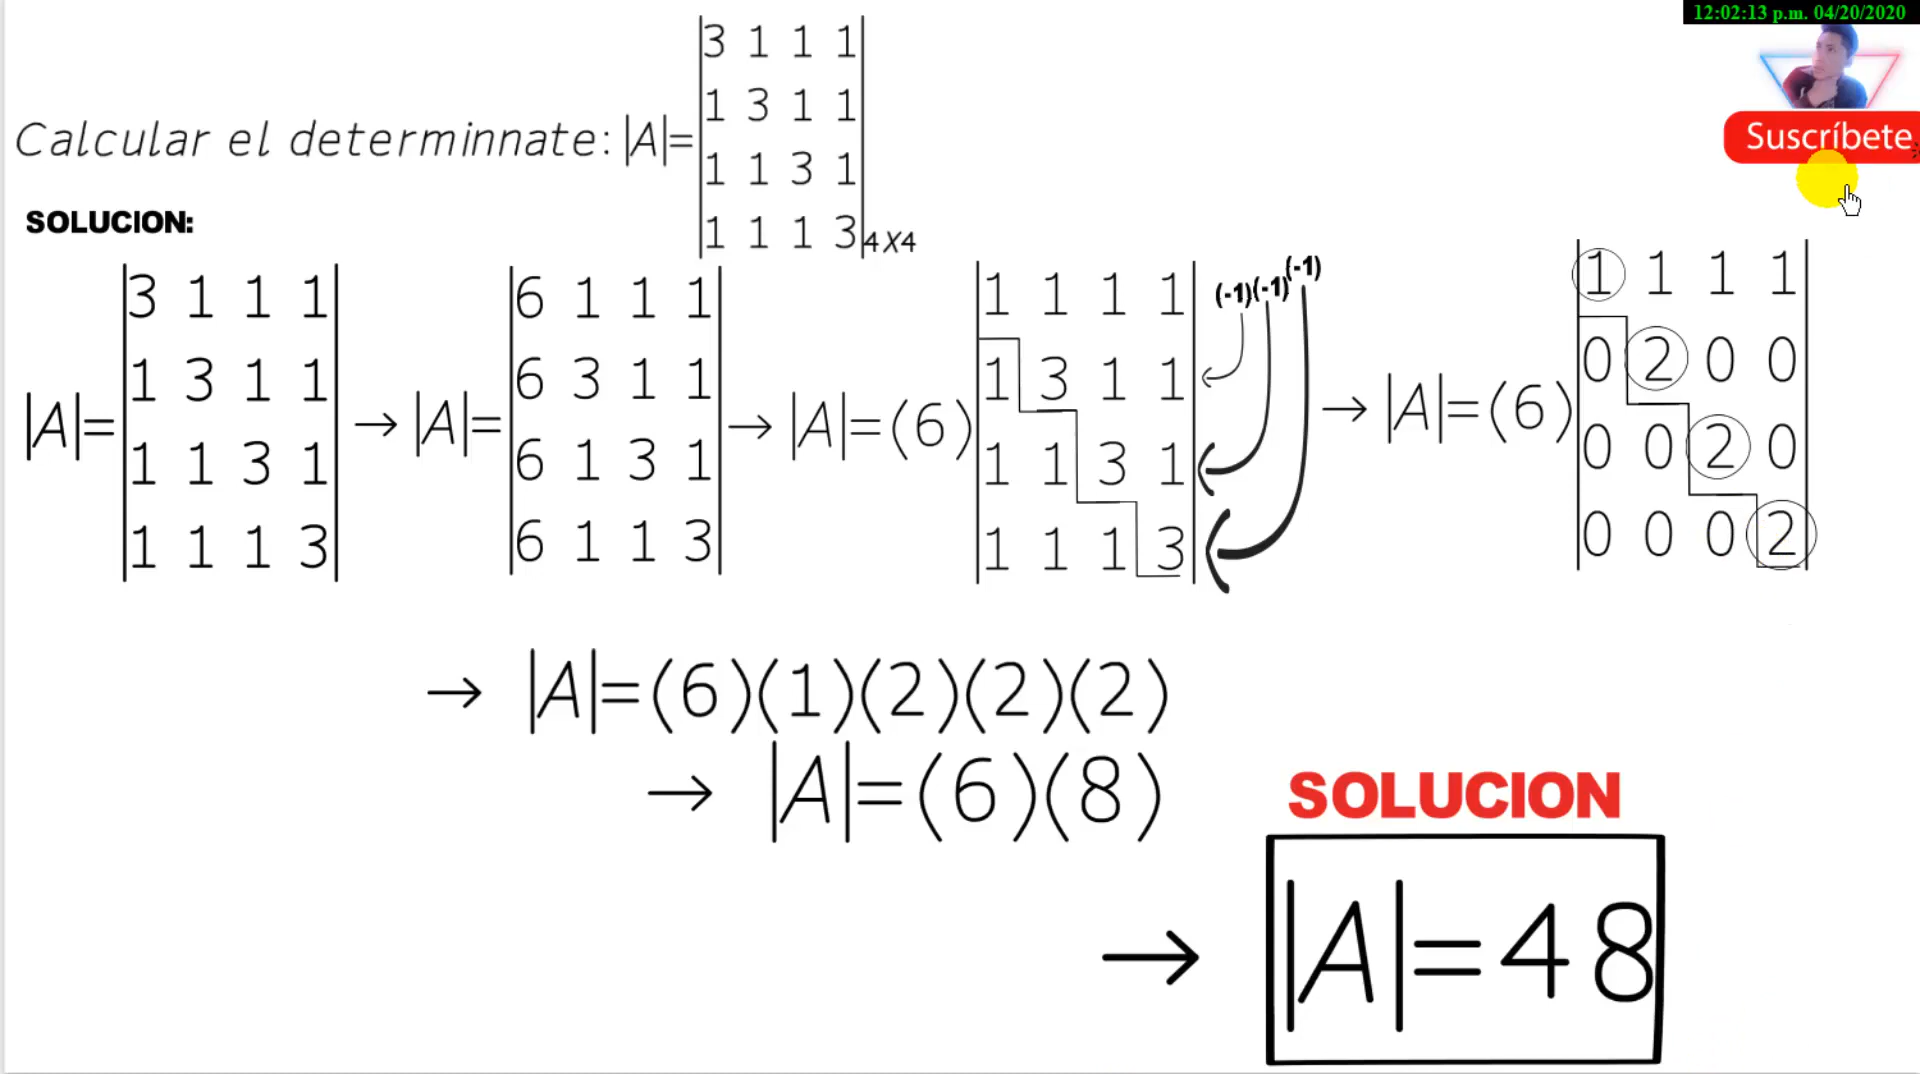 12:02:13 p.m. 04/20/2020
Suscríbete
3 1 1 1
1 3 1 1
Calcular el determinnate: |A|=
1 1 3 1
1 1 1 3 4X4
SOLUCION:
|A|=
3 1 1 1
1 3 1 1
1 1 3 1
1 1 1 3
→ |A|=
6 1 1 1
6 3 1 1
6 1 3 1
6 1 1 3
→ |A|=(6)
1 1 1 1
1 3 1 1
1 1 3 1
1 1 1 3
(-1)(-1)(-1)
→ |A|=(6)
1 1 1 1
0 2 0 0
0 0 2 0
0 0 0 2
→ |A|=(6)(1)(2)(2)(2)
→ |A|=(6)(8)
SOLUCION
→ |A|=48